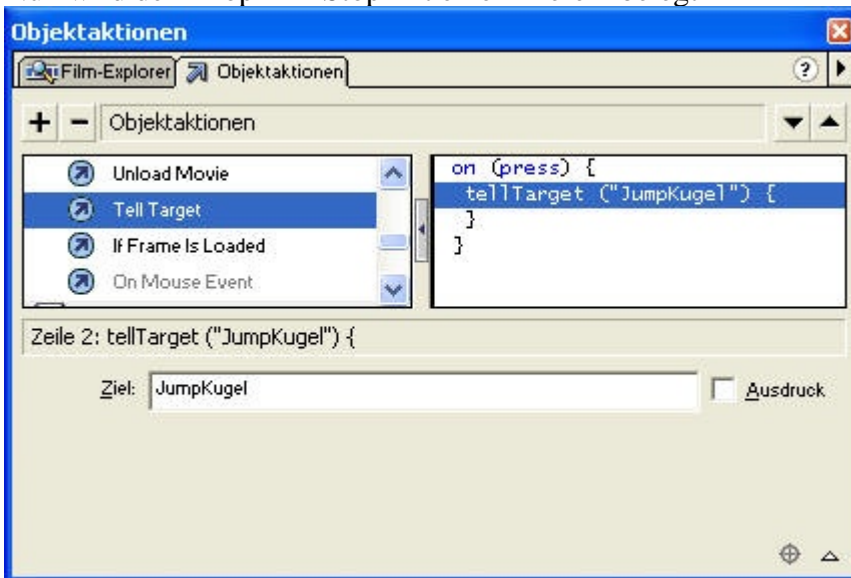 Objektaktionen
Film-Explorer Objektaktionen ?
+ - Objektaktionen
Unload Movie
Tell Target
If Frame Is Loaded
On Mouse Event
on (press) {
tellTarget ("JumpKugel") {
}
}
Zeile 2: tellTarget ("JumpKugel") {
Ziel: JumpKugel Ausdruck